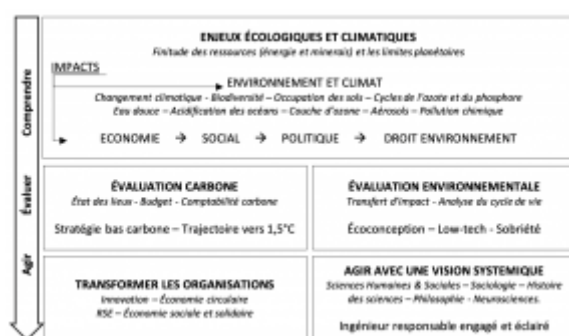 Comprendre
ENJEUX ÉCOLOGIQUES ET CLIMATIQUES
Finitude des ressources (énergie et minerais) et les limites planétaires
IMPACTS
ENVIRONNEMENT ET CLIMAT
Changement climatique - Biodiversité – Occupation des sols – Cycles de l'azote et du phosphore
Eau douce – Acidification des océans – Couche d'ozone – Aérosols – Pollution chimique
ECONOMIE → SOCIAL → POLITIQUE → DROIT ENVIRONNEMENT
Évaluer
ÉVALUATION CARBONE
État des lieux - Budget - Comptabilité carbone
Stratégie bas carbone – Trajectoire vers 1,5°C
ÉVALUATION ENVIRONNEMENTALE
Transfert d'impact - Analyse du cycle de vie
Écoconception – Low-tech - Sobriété
Agir
TRANSFORMER LES ORGANISATIONS
Innovation – Économie circulaire
RSE – Économie sociale et solidaire
AGIR AVEC UNE VISION SYSTEMIQUE
Sciences Humaines & Sociales – Sociologie – Histoire
des sciences – Philosophie - Neurosciences.
Ingénieur responsable engagé et éclairé